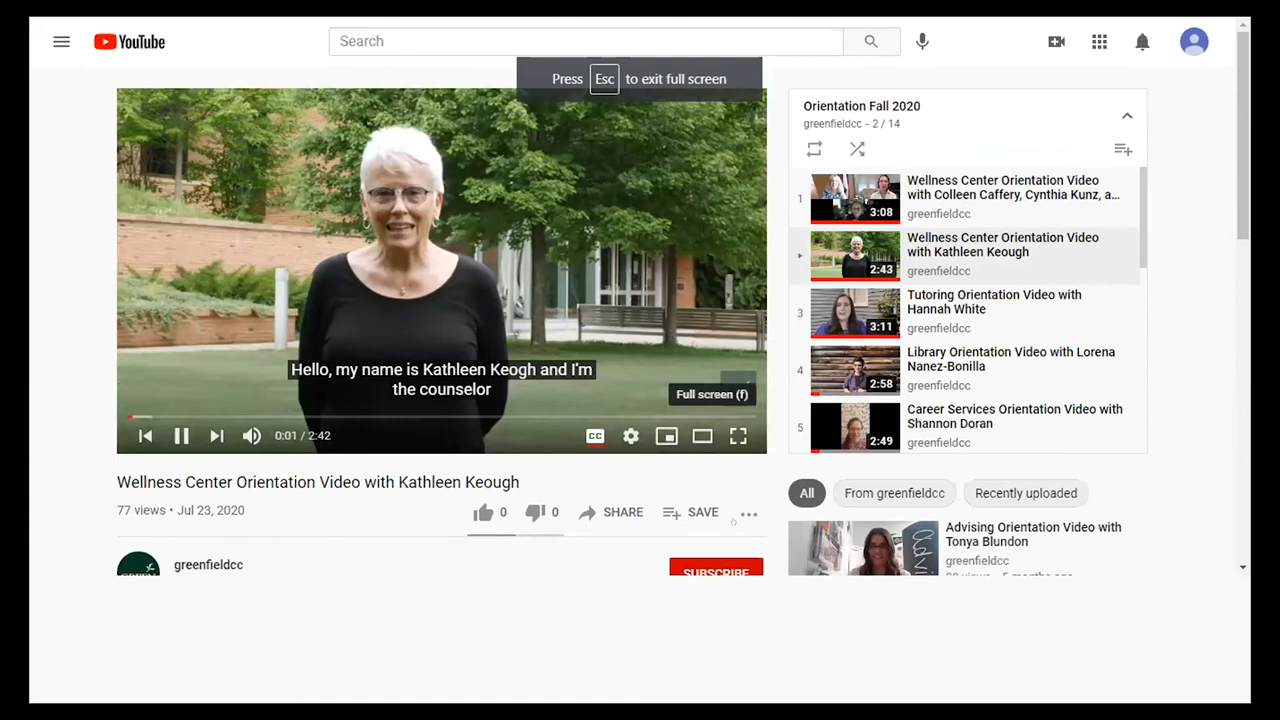 YouTube
Search
Press Esc to exit full screen
Hello, my name is Kathleen Keogh and I'm
the counselor
Full screen (f)
0:01 / 2:42
CC
Wellness Center Orientation Video with Kathleen Keough
77 views • Jul 23, 2020
0
0
SHARE
SAVE
greenfieldcc
SUBSCRIBE
Orientation Fall 2020
greenfieldcc - 2 / 14
1
3:08
Wellness Center Orientation Video
with Colleen Caffery, Cynthia Kunz, a...
greenfieldcc
2:43
Wellness Center Orientation Video
with Kathleen Keough
greenfieldcc
3
3:11
Tutoring Orientation Video with
Hannah White
greenfieldcc
4
2:58
Library Orientation Video with Lorena
Nanez-Bonilla
greenfieldcc
5
2:49
Career Services Orientation Video with
Shannon Doran
greenfieldcc
All
From greenfieldcc
Recently uploaded
Advising Orientation Video with
Tonya Blundon
greenfieldcc